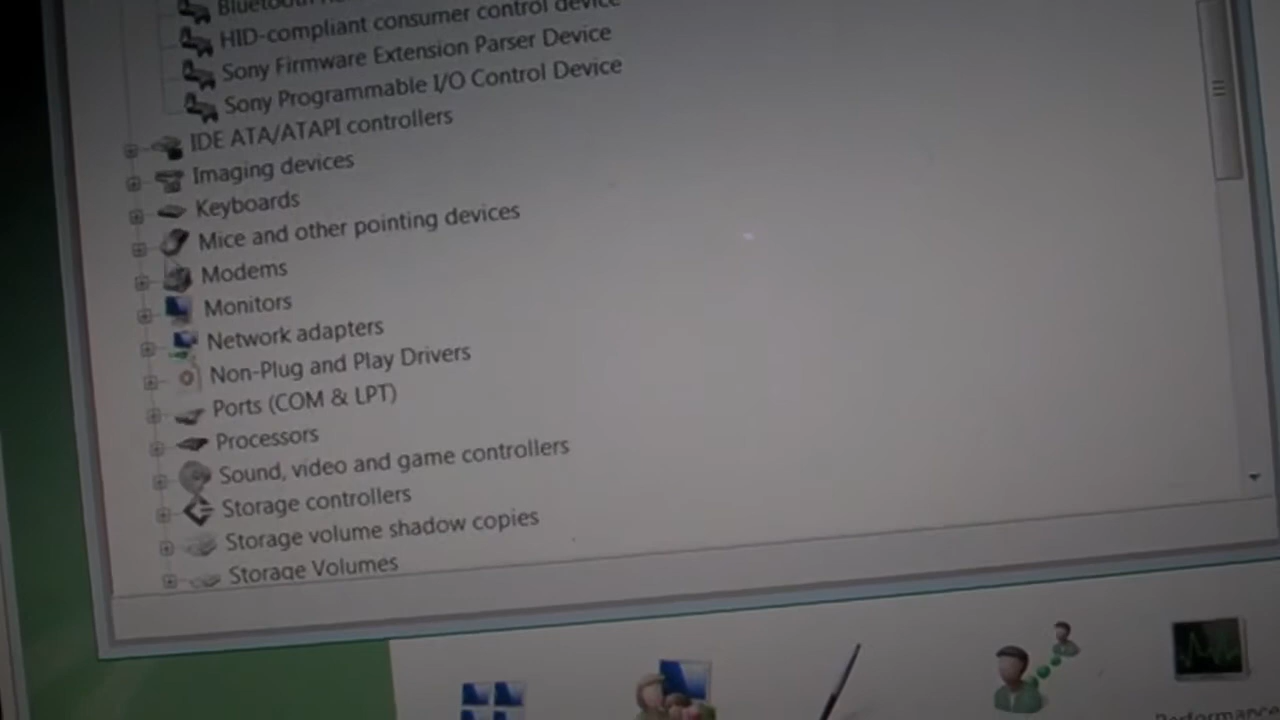 Bluetooth
HID-compliant consumer control device
Sony Firmware Extension Parser Device
Sony Programmable I/O Control Device
IDE ATA/ATAPI controllers
Imaging devices
Keyboards
Mice and other pointing devices
Modems
Monitors
Network adapters
Non-Plug and Play Drivers
Ports (COM & LPT)
Processors
Sound, video and game controllers
Storage controllers
Storage volume shadow copies
Storage Volumes
Performance